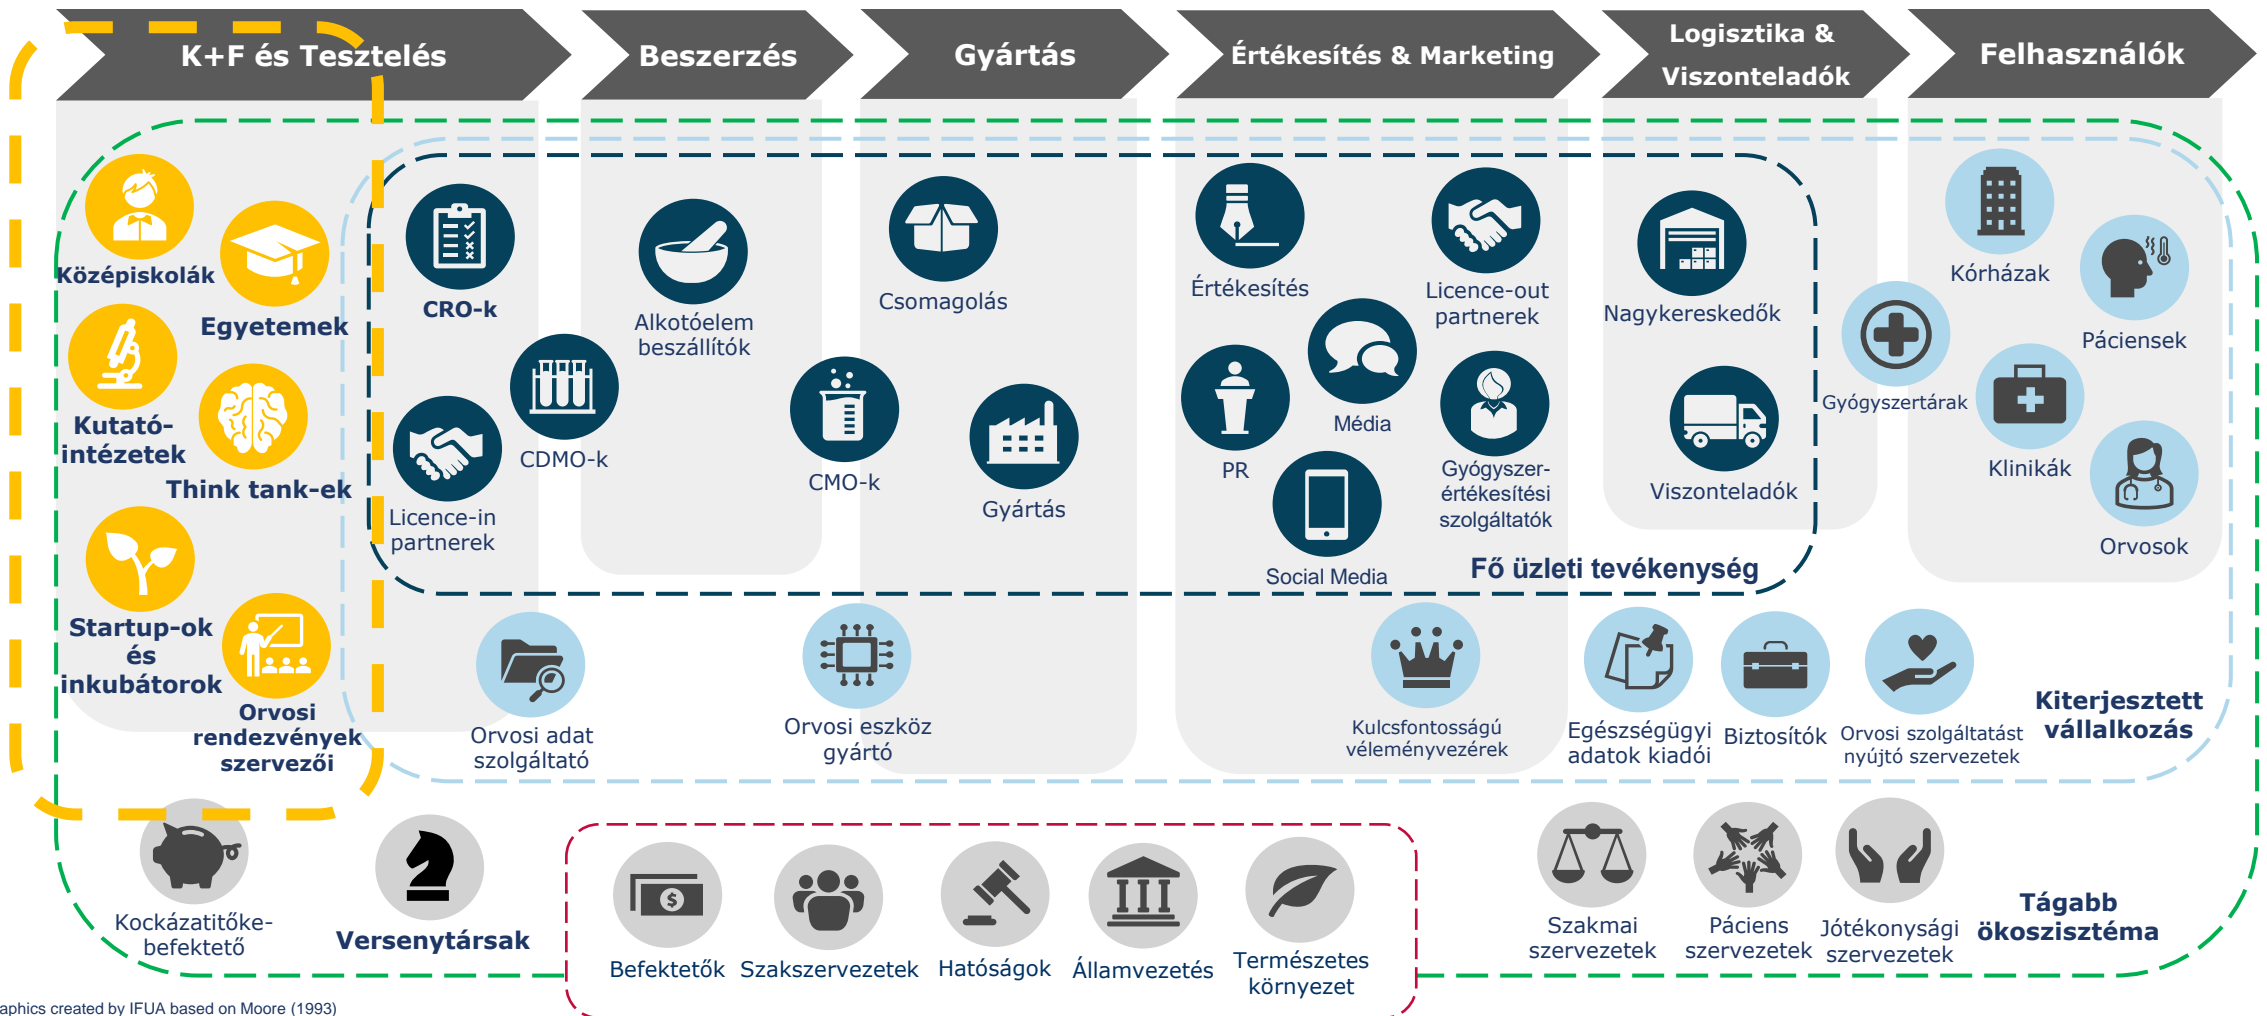 K+F és Tesztelés
Beszerzés
Gyártás
Értékesítés & Marketing
Logisztika &
Viszonteladók
Felhasználók
Középiskolák
Egyetemek
Kutató-
intézetek
Think tank-ek
Startup-ok
és
inkubátorok
Orvosi
rendezvények
szervezői
CRO-k
Licence-in
partnerek
CDMO-k
Alkotóelem
beszállítók
Csomagolás
CMO-k
Gyártás
Értékesítés
Licence-out
partnerek
PR
Média
Gyógyszer-
értékesítési
szolgáltatók
Social Media
Nagykereskedők
Viszonteladók
Fő üzleti tevékenység
Gyógyszertárak
Kórházak
Páciensek
Klinikák
Orvosok
Orvosi adat
szolgáltató
Orvosi eszköz
gyártó
Kulcsfontosságú
véleményvezérek
Egészségügyi
adatok kiadói
Biztosítók
Orvosi szolgáltatást
nyújtó szervezetek
Kiterjesztett
vállalkozás
Kockázatitőke-
befektető
Versenytársak
$
Befektetők
Szakszervezetek
Hatóságok
Államvezetés
Természetes
környezet
Szakmai
szervezetek
Páciens
szervezetek
Jótékonysági
szervezetek
Tágabb
ökoszisztéma
aphics created by IFUA based on Moore (1993)